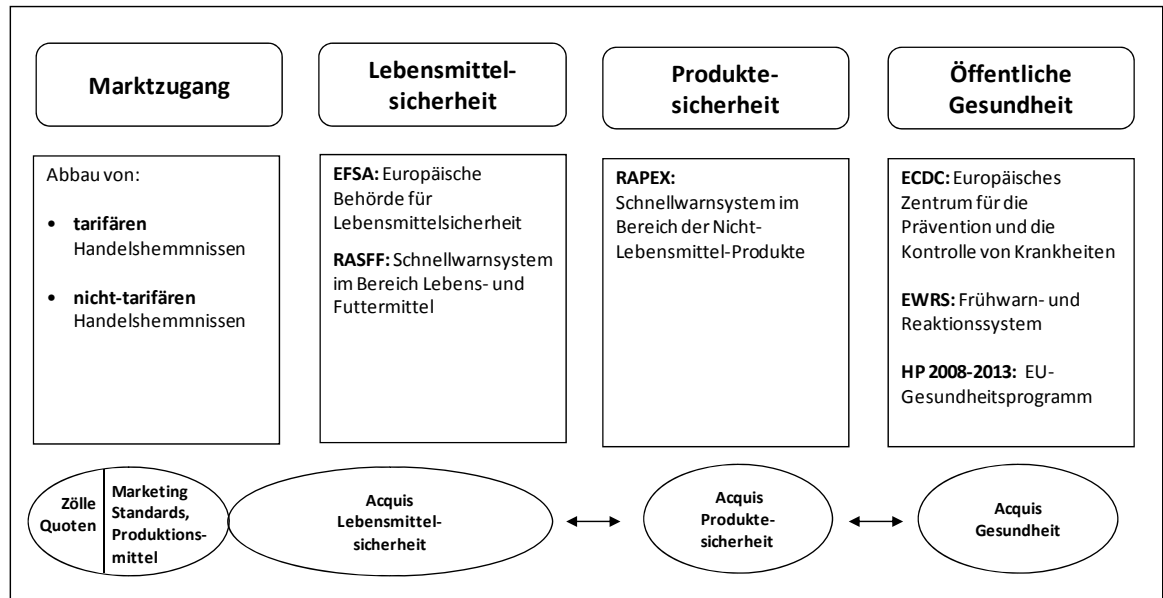 Marktzugang
Lebensmittel-
sicherheit
Produkte-
sicherheit
Öffentliche
Gesundheit
Abbau von:
• tarifären
Handelshemmnissen
• nicht-tarifären
Handelshemmnissen
EFSA: Europäische
Behörde für
Lebensmittelsicherheit
RASFF: Schnellwarnsystem
im Bereich Lebens- und
Futtermittel
RAPEX:
Schnellwarnsystem im
Bereich der Nicht-
Lebensmittel-Produkte
ECDC: Europäisches
Zentrum für die
Prävention und die
Kontrolle von Krankheiten
EWRS: Frühwarn- und
Reaktionssystem
HP 2008-2013: EU-
Gesundheitsprogramm
Zölle
Quoten
Marketing
Standards,
Produktions-
mittel
Acquis
Lebensmittel-
sicherheit
Acquis
Produkte-
sicherheit
Acquis
Gesundheit